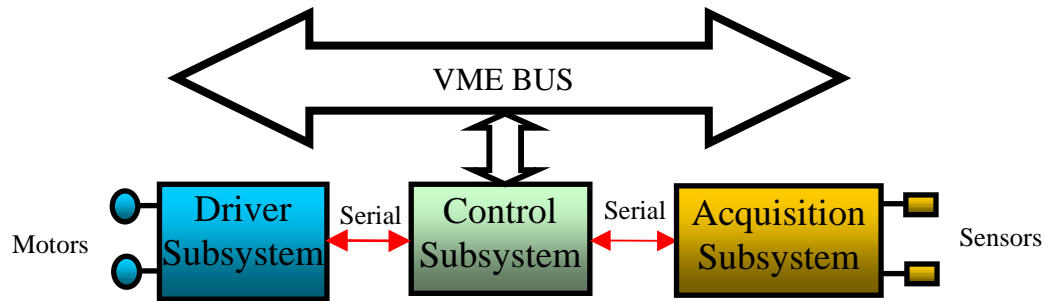 VME BUS
Driver
Subsystem
Serial
Control
Subsystem
Serial
Acquisition
Subsystem
Motors
Sensors